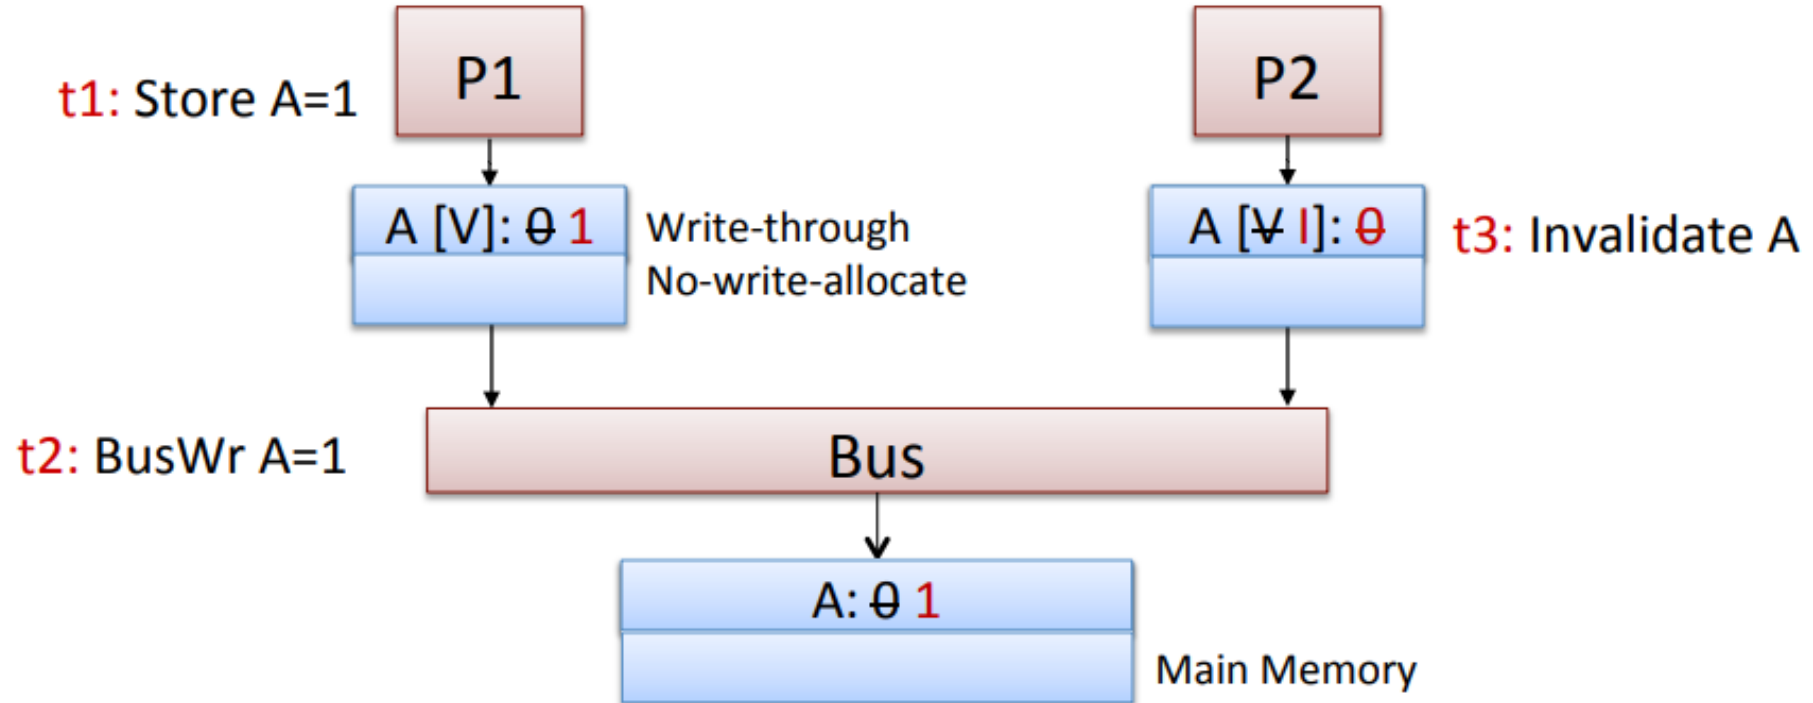 P1
P2
t1: Store A=1
A [V]: 0 1
Write-through
No-write-allocate
A [V I]: 0
t3: Invalidate A
t2: BusWr A=1
Bus
A: 0 1
Main Memory